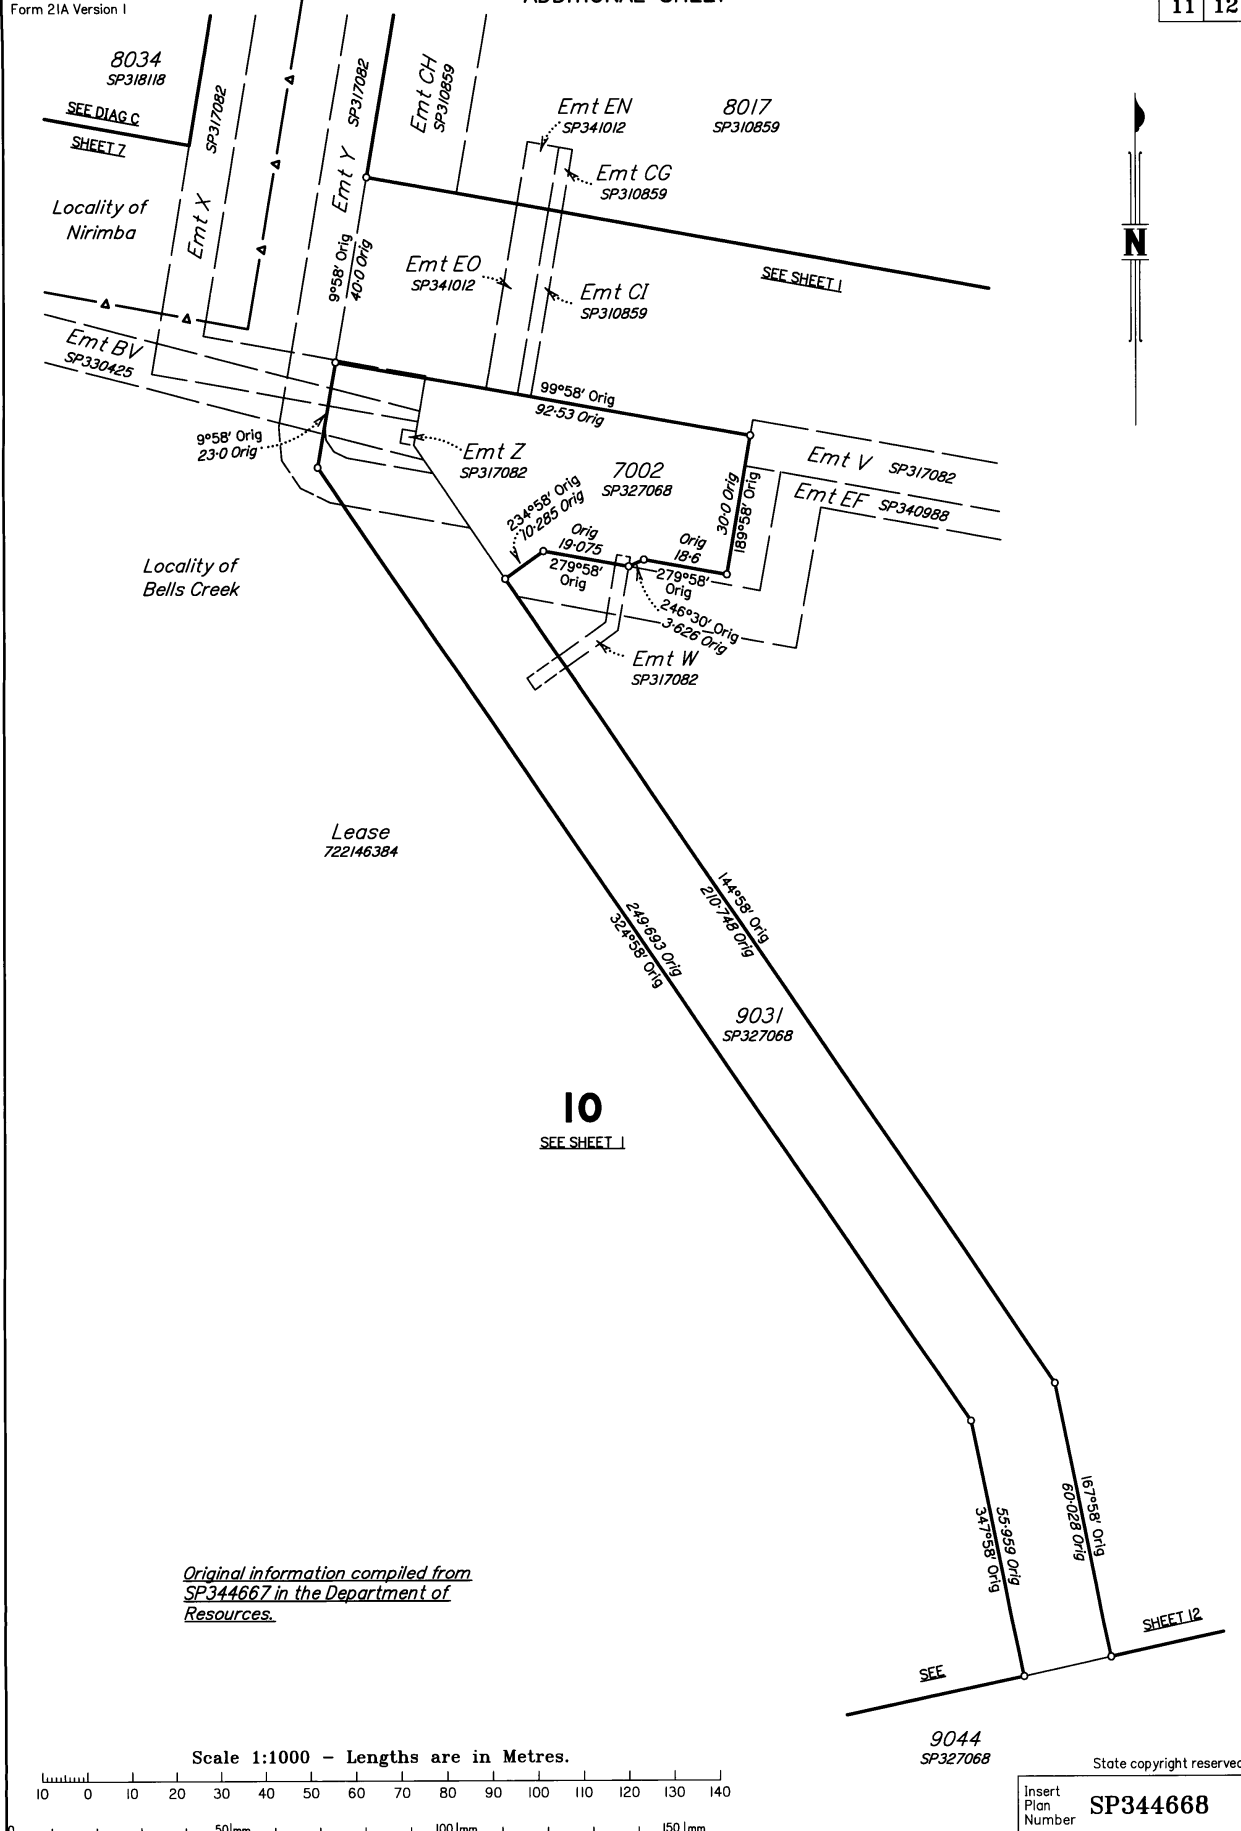 Form 21A Version 1
ADDITIONAL SHEET
11 12
8034
SP318118
SEE DIAG C
SHEET 7
Locality of
Nirimba
SP317082
Emt X
Emt Y SP317082
Emt CH
SP310859
Emt EN
SP341012
8017
SP310859
Emt CG
SP310859
N
9°58' Orig
40·0 Orig
Emt EO
SP341012
Emt CI
SP310859
SEE SHEET 1
Emt BV
SP330425
99°58' Orig
92·53 Orig
9°58' Orig
23·0 Orig
Emt Z
SP317082
7002
SP327068
Emt V SP317082
Emt EF SP340988
30·0 Orig
189°58' Orig
234°58' Orig
10·285 Orig
Orig
19·075
279°58'
Orig
Orig
18·6
279°58'
Orig
246°30' Orig
3·626 Orig
Locality of
Bells Creek
Emt W
SP317082
Lease
722146384
144°58' Orig
210·748 Orig
249·693 Orig
324°58' Orig
9031
SP327068
10
SEE SHEET 1
167°58' Orig
60·028 Orig
55·959 Orig
347°58' Orig
Original information compiled from
SP344667 in the Department of
Resources.
SEE
SHEET 12
9044
SP327068
Scale 1:1000 – Lengths are in Metres.
State copyright reserved
10 0 10 20 30 40 50 60 70 80 90 100 110 120 130 140
Insert
Plan
Number
SP344668
0 50 mm 100 mm 150 mm